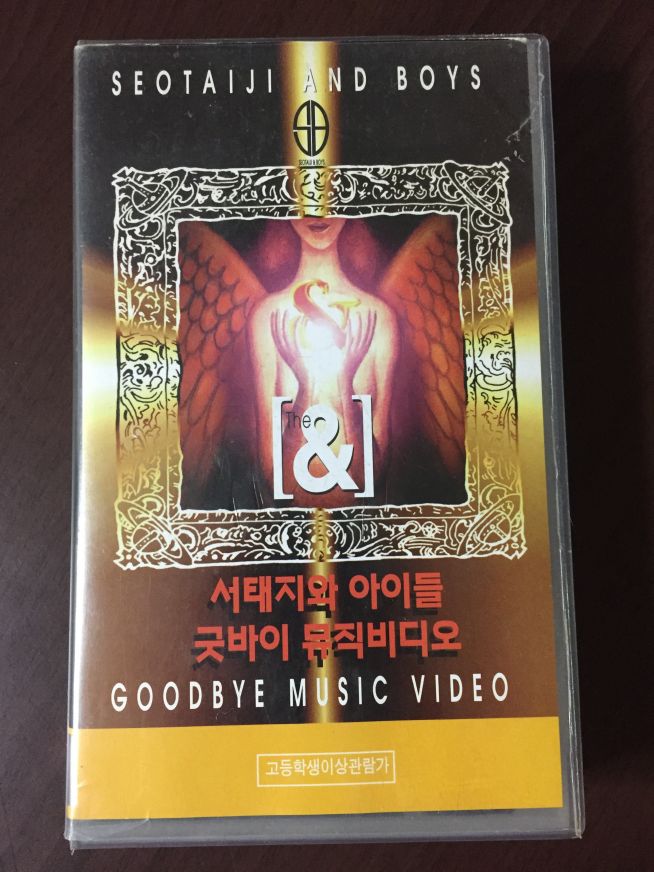 SEOTAIJI AND BOYS
SEOTAIJI & BOYS
[The &]
서태지와 아이들
굿바이 뮤직비디오
GOODBYE MUSIC VIDEO
고등학생이상관람가